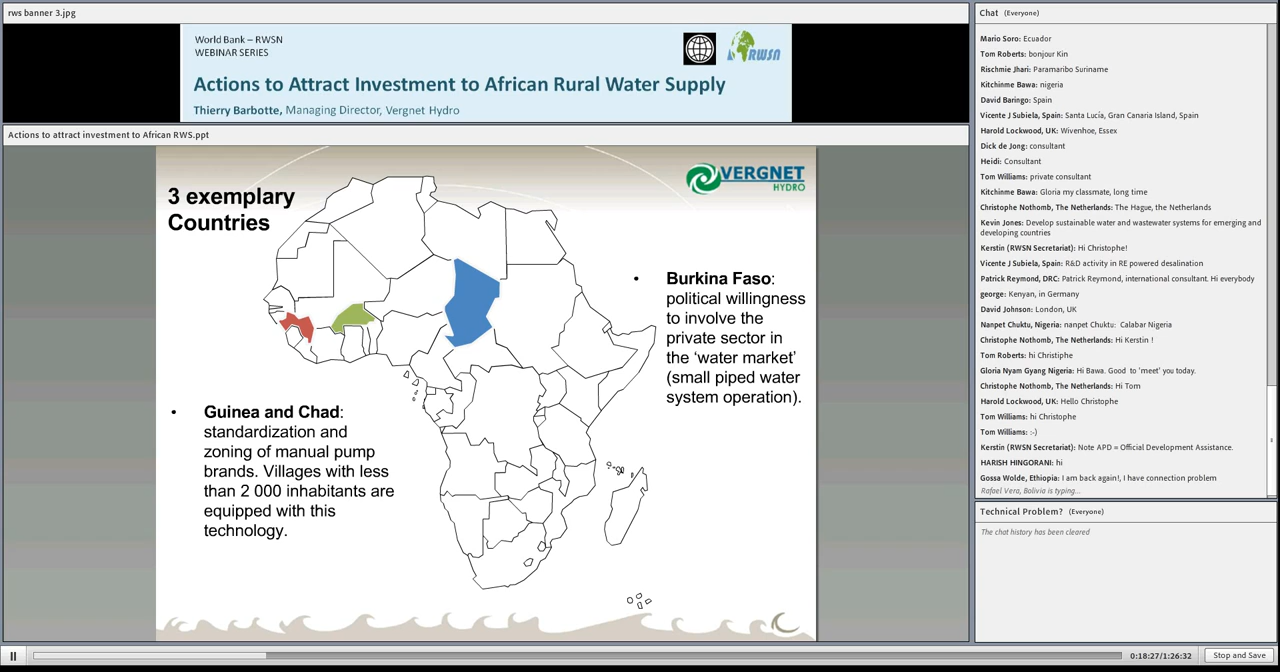 rws banner 3.jpg
World Bank – RWSN
WEBINAR SERIES
RWSN
Actions to Attract Investment to African Rural Water Supply
Thierry Barbotte, Managing Director, Vergnet Hydro
Actions to attract investment to African RWS.ppt
VERGNET
HYDRO
3 exemplary
Countries
• Burkina Faso:
political willingness
to involve the
private sector in
the ‘water market’
(small piped water
system operation).
• Guinea and Chad:
standardization and
zoning of manual pump
brands. Villages with less
than 2 000 inhabitants are
equipped with this
technology.
Chat (Everyone)
Mario Soro: Ecuador
Tom Roberts: bonjour Kin
Rischmie Jhari: Paramaribo Suriname
Kitchinme Bawa: nigeria
David Baringo: Spain
Vicente J Subiela, Spain: Santa Lucía, Gran Canaria Island, Spain
Harold Lockwood, UK: Wivenhoe, Essex
Dick de Jong: consultant
Heidi: Consultant
Tom Williams: private consultant
Kitchinme Bawa: Gloria my classmate, long time
Christophe Nothomb, The Netherlands: The Hague, the Netherlands
Kevin Jones: Develop sustainable water and wastewater systems for emerging and
developing countries
Kerstin (RWSN Secretariat): Hi Christophe!
Vicente J Subiela, Spain: R&D activity in RE powered desalination
Patrick Reymond, DRC: Patrick Reymond, international consultant. Hi everybody
george: Kenyan, in Germany
David Johnson: London, UK
Nanpet Chuktu, Nigeria: nanpet Chuktu: Calabar Nigeria
Christophe Nothomb, The Netherlands: Hi Kerstin !
Tom Roberts: hi Christiphe
Gloria Nyam Gyang Nigeria: Hi Bawa. Good to 'meet' you today.
Christophe Nothomb, The Netherlands: Hi Tom
Harold Lockwood, UK: Hello Christophe
Tom Williams: hi Christophe
Tom Williams: :-)
Kerstin (RWSN Secretariat): Note APD = Official Development Assistance.
HARISH HINGORANI: hi
Gossa Wolde, Ethiopia: I am back again!, I have connection problem
Rafael Vera, Bolivia is typing...
Technical Problem? (Everyone)
The chat history has been cleared
0:18:27/1:26:32
Stop and Save